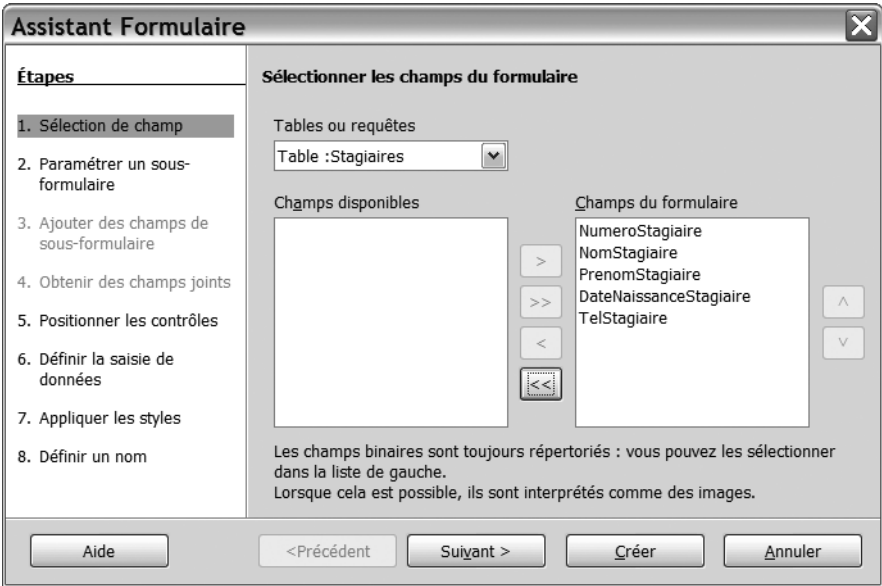 Assistant Formulaire
Étapes
1. Sélection de champ
2. Paramétrer un sous-
formulaire
3. Ajouter des champs de
sous-formulaire
4. Obtenir des champs joints
5. Positionner les contrôles
6. Définir la saisie de
données
7. Appliquer les styles
8. Définir un nom
Sélectionner les champs du formulaire
Tables ou requêtes
Table :Stagiaires
Champs disponibles
>
>>
<
<<
Champs du formulaire
NumeroStagiaire
NomStagiaire
PrenomStagiaire
DateNaissanceStagiaire
TelStagiaire
Les champs binaires sont toujours répertoriés : vous pouvez les sélectionner
dans la liste de gauche.
Lorsque cela est possible, ils sont interprétés comme des images.
Aide <Précédent Suivant > Créer Annuler